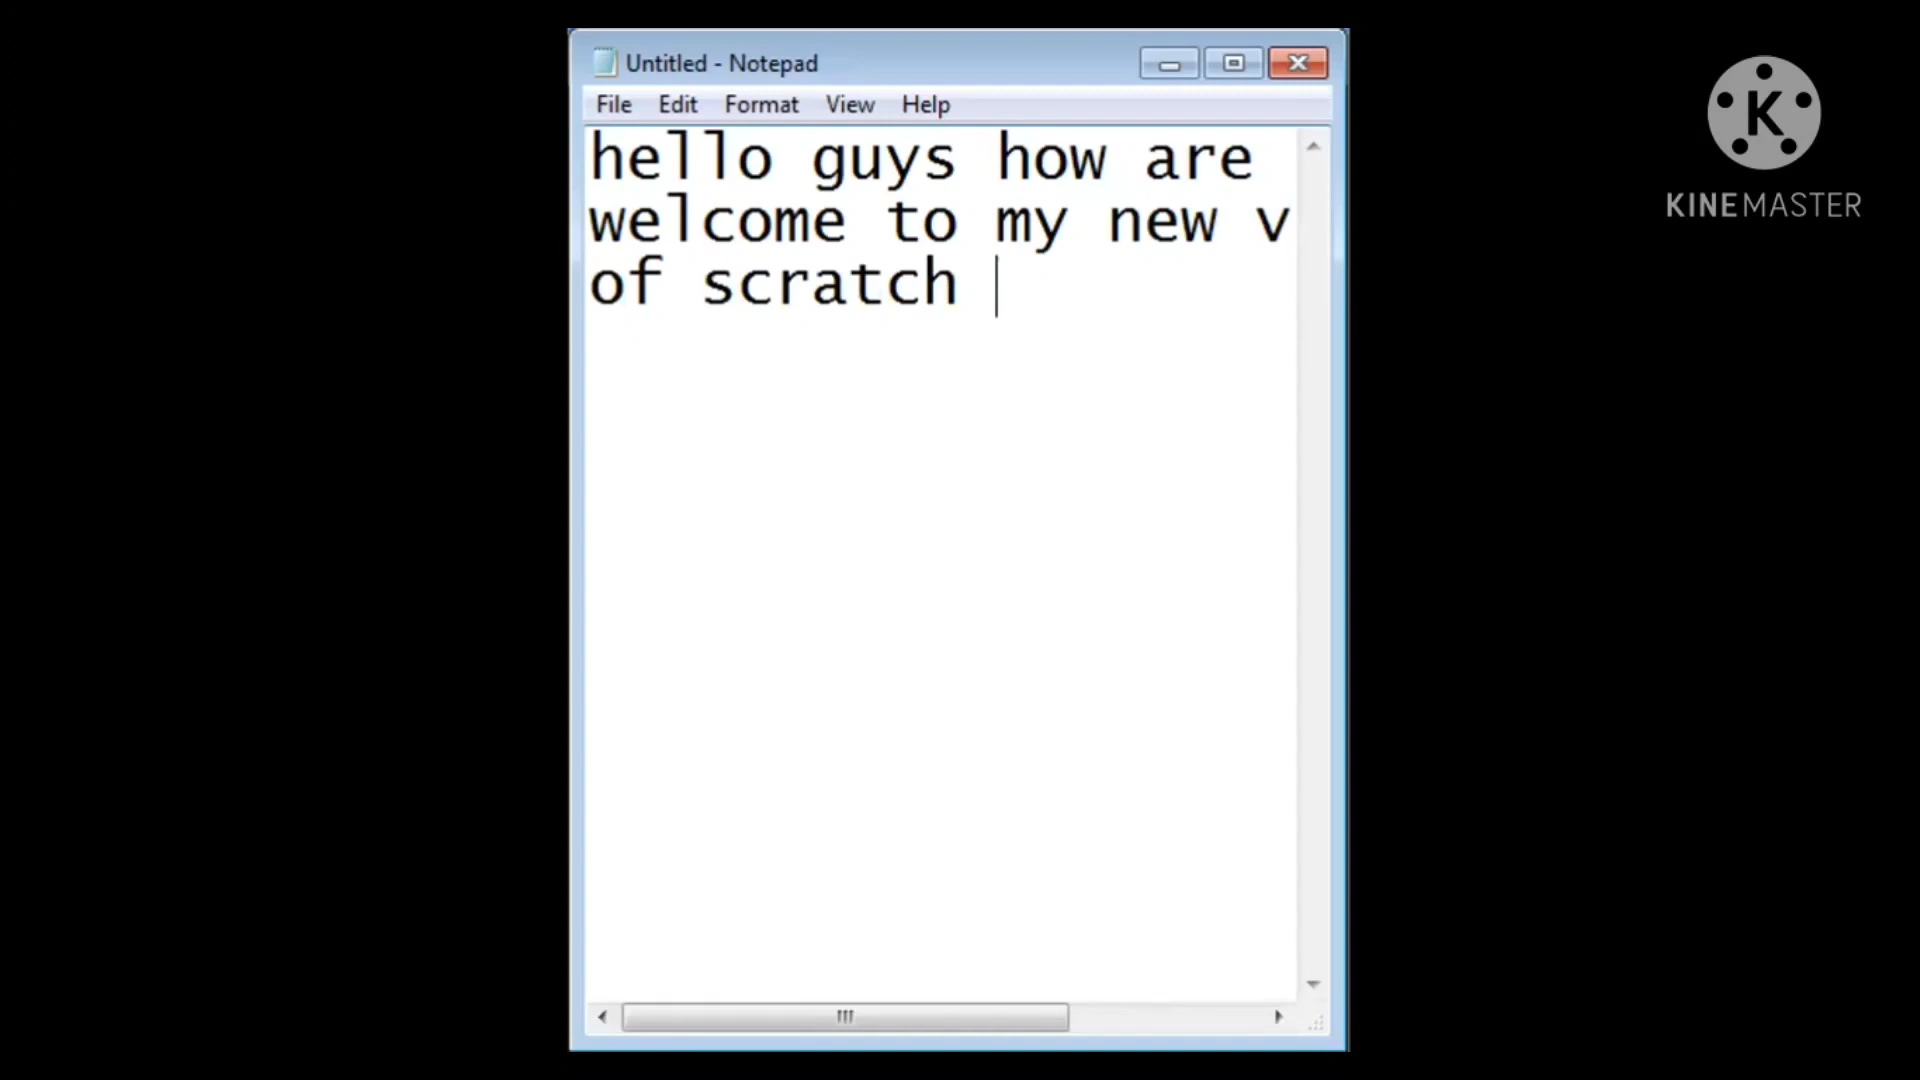 Untitled - Notepad
File Edit Format View Help
hello guys how are
welcome to my new v
of scratch
K
KINEMASTER